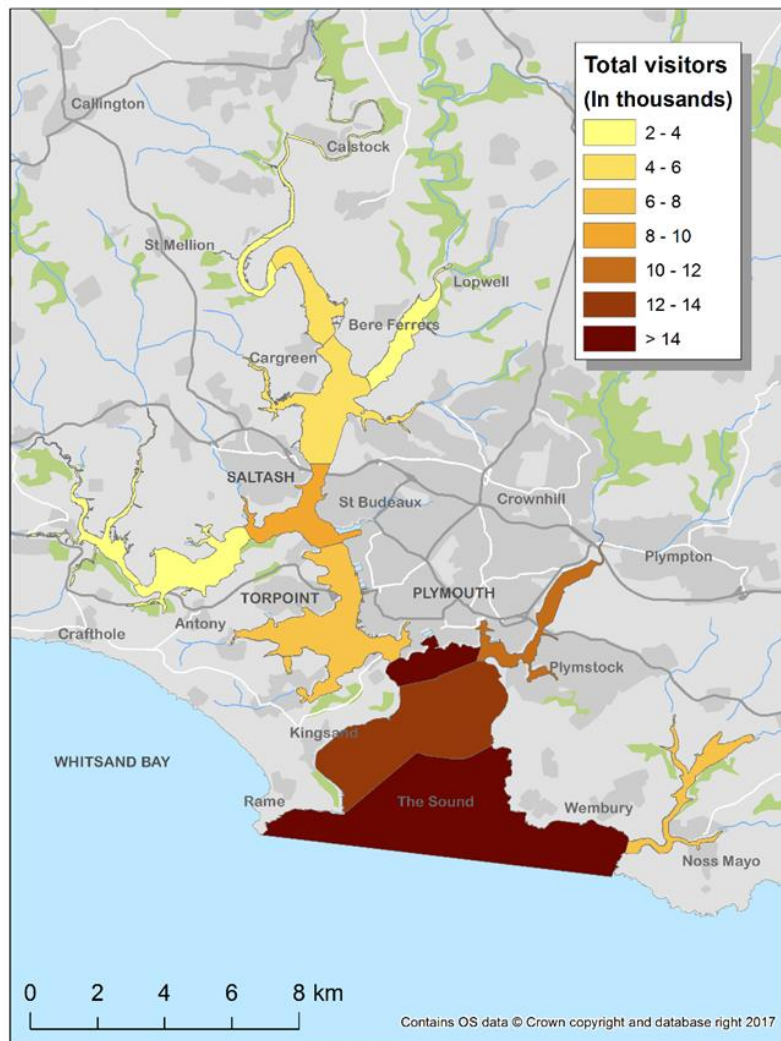 Total visitors
(In thousands)
2 - 4
4 - 6
6 - 8
8 - 10
10 - 12
12 - 14
> 14
Callington
Calstock
St Mellion
Lopwell
Bere Ferrers
Cargreen
SALTASH
St Budeaux
Crownhill
Plympton
TORPOINT
PLYMOUTH
Antony
Crafthole
Plymstock
Kingsand
WHITSAND BAY
Rame
The Sound
Wembury
Noss Mayo
0 2 4 6 8 km
Contains OS data © Crown copyright and database right 2017